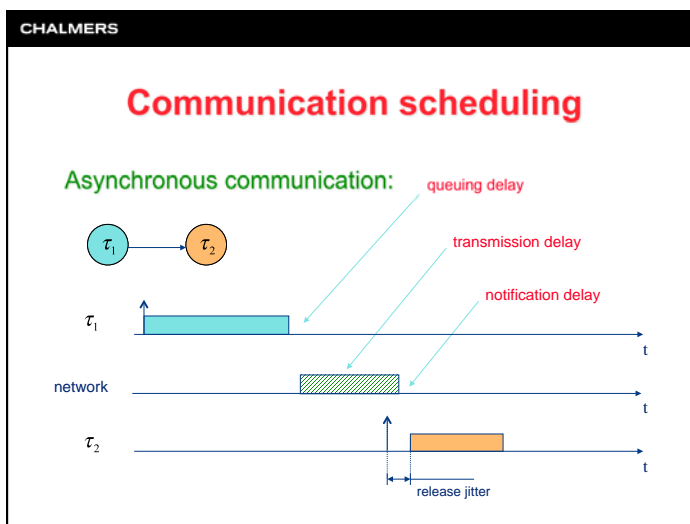 CHALMERS
Communication scheduling
Asynchronous communication:
queuing delay
τ1
τ2
transmission delay
notification delay
τ1
t
network
t
τ2
t
release jitter